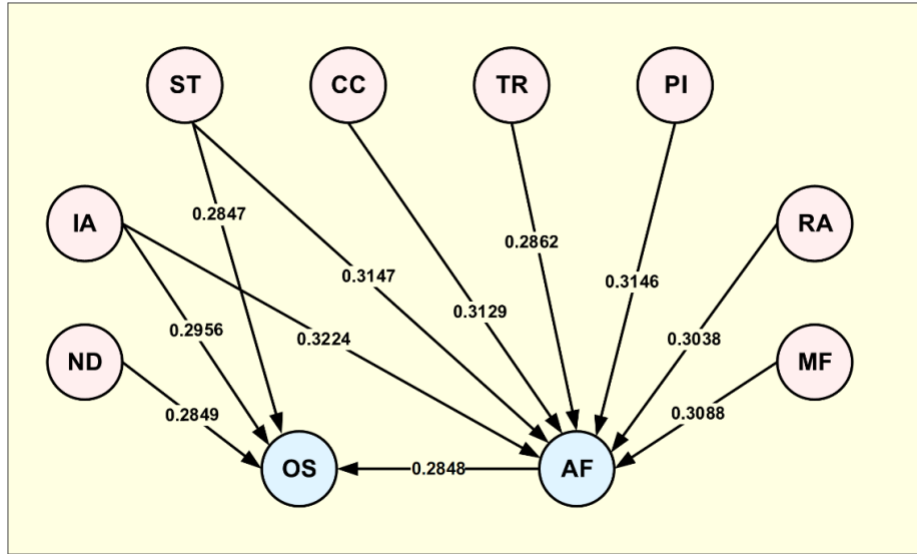 ST
CC
TR
PI
IA
RA
0.2847
0.2862
0.3147
0.3146
0.3129
0.2956
0.3224
0.3038
ND
MF
0.2849
0.3088
OS
0.2848
AF